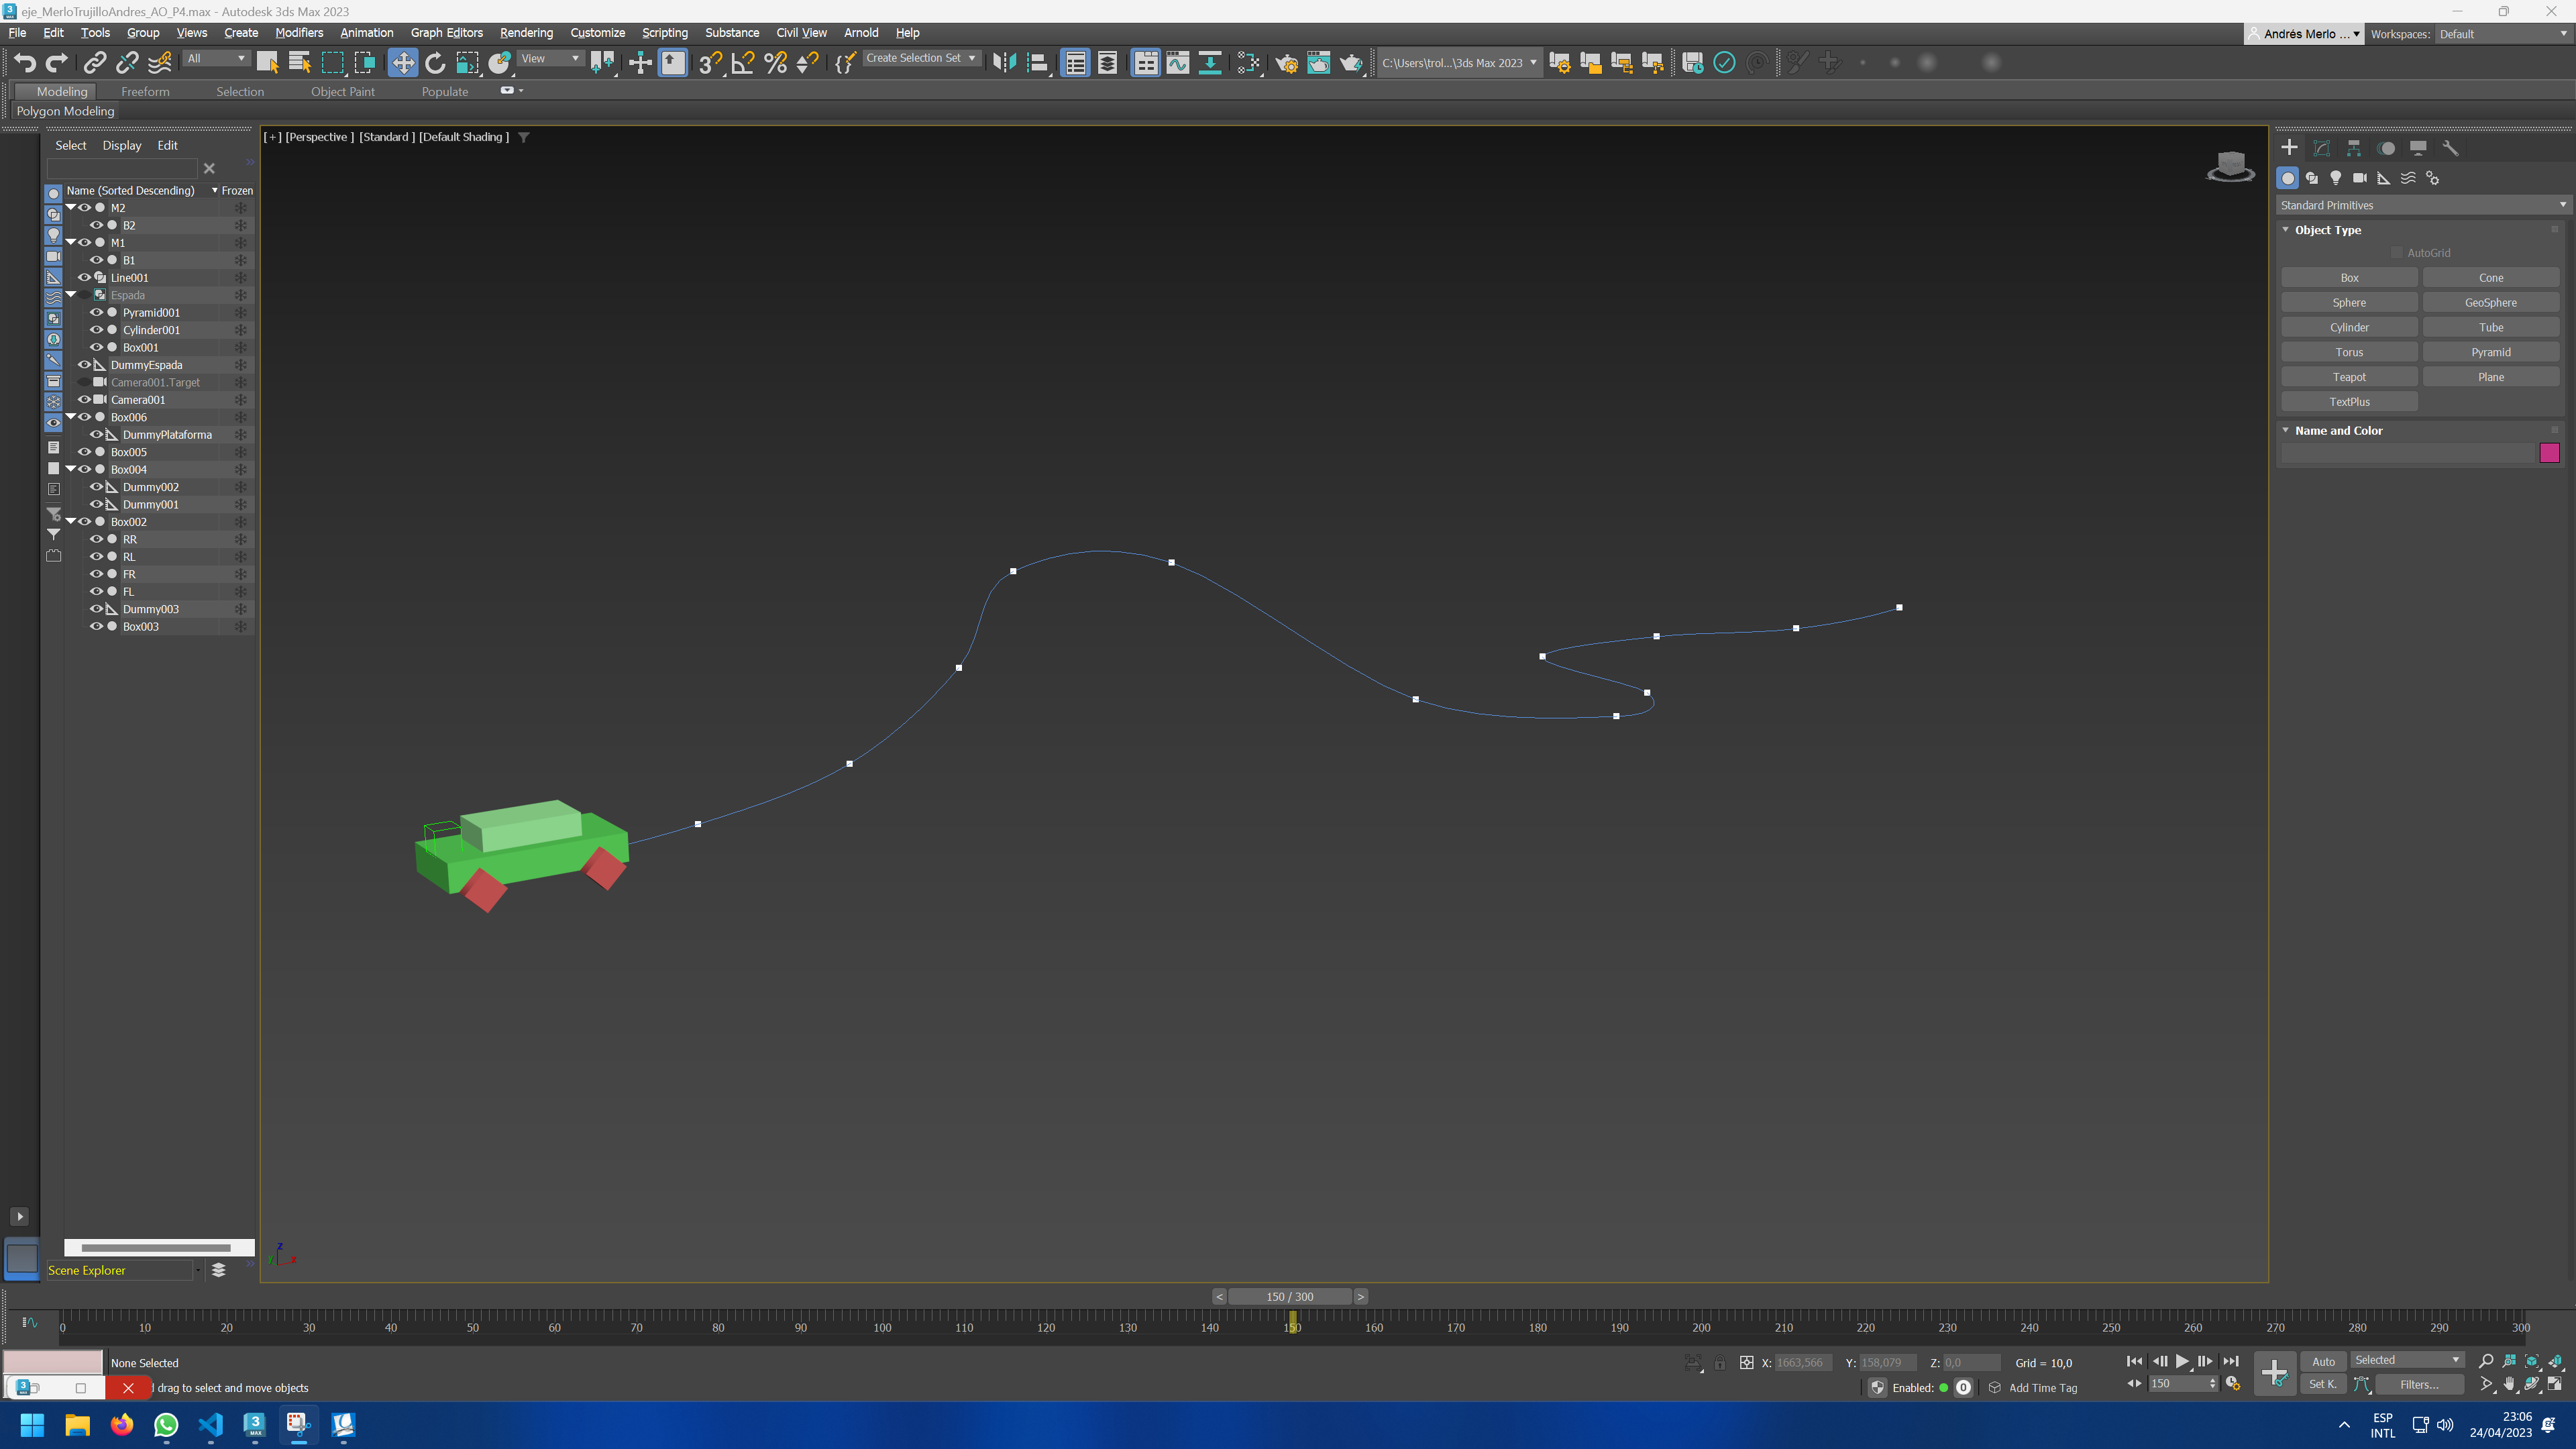 eje_MerloTrujilloAndres_AO_P4.max - Autodesk 3ds Max 2023
File Edit Tools Group Views Create Modifiers Animation Graph Editors Rendering Customize Scripting Substance Civil View Arnold Help
Andrés Merlo ... Workspaces: Default
All View Create Selection Set C:\Users\trol...\3ds Max 2023
Modeling Freeform Selection Object Paint Populate
Polygon Modeling
Select Display Edit
Name (Sorted Descending) Frozen
M2
B2
M1
B1
Line001
Espada
Pyramid001
Cylinder001
Box001
DummyEspada
Camera001.Target
Camera001
Box006
DummyPlataforma
Box005
Box004
Dummy002
Dummy001
Box002
RR
RL
FR
FL
Dummy003
Box003
Scene Explorer
[+] [Perspective ] [Standard ] [Default Shading ]
z
x
Standard Primitives
Object Type
AutoGrid
Box Cone
Sphere GeoSphere
Cylinder Tube
Torus Pyramid
Teapot Plane
TextPlus
Name and Color
< 150 / 300 >
0 10 20 30 40 50 60 70 80 90 100 110 120 130 140 150 160 170 180 190 200 210 220 230 240 250 260 270 280 290 300
None Selected X: 1663,566 Y: 158,079 Z: 0,0 Grid = 10,0 Auto Selected
drag to select and move objects Enabled: 0 Add Time Tag 150 Set K. Filters...
ESP
INTL
23:06
24/04/2023